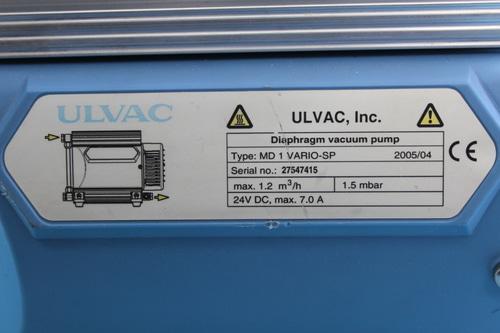 ULVAC
ULVAC, Inc.
Diaphragm vacuum pump
Type: MD 1 VARIO-SP 2005/04
Serial no.: 27547415
max. 1.2 m³/h 1.5 mbar
24V DC, max. 7.0 A
CE